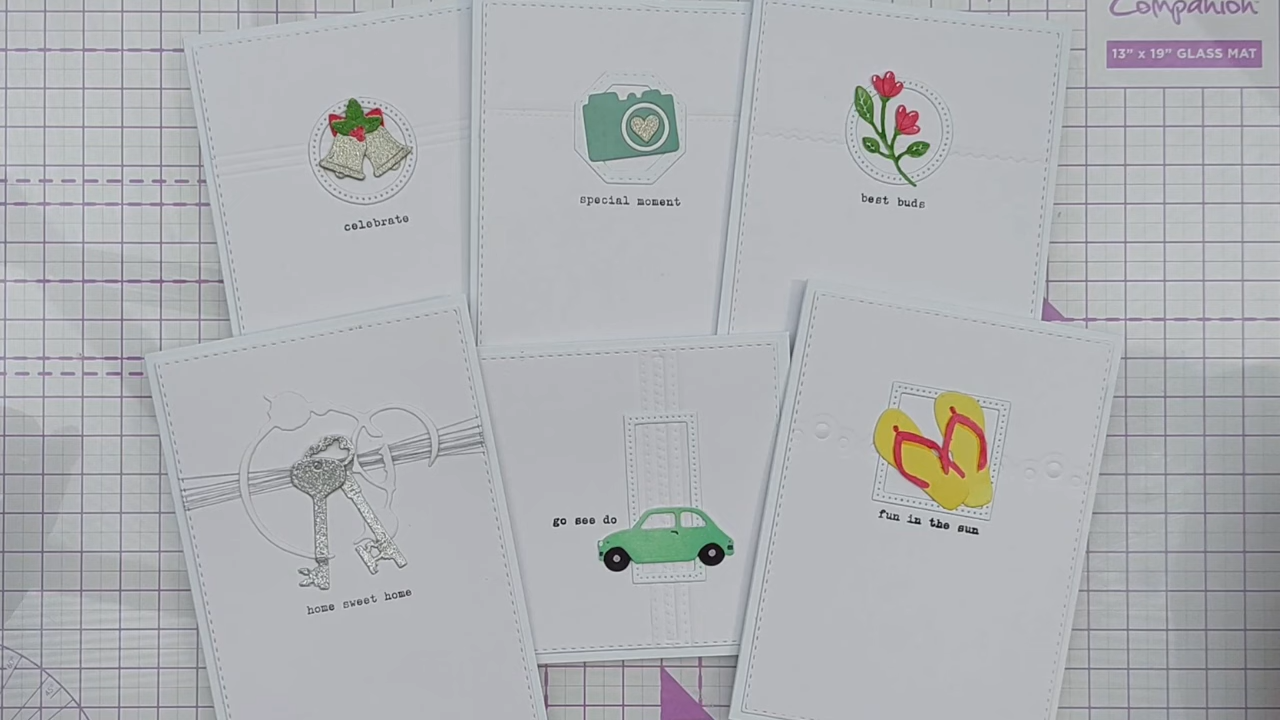 Companion
13" x 19" GLASS MAT
celebrate
special moment
best buds
home sweet home
go see do
fun in the sun